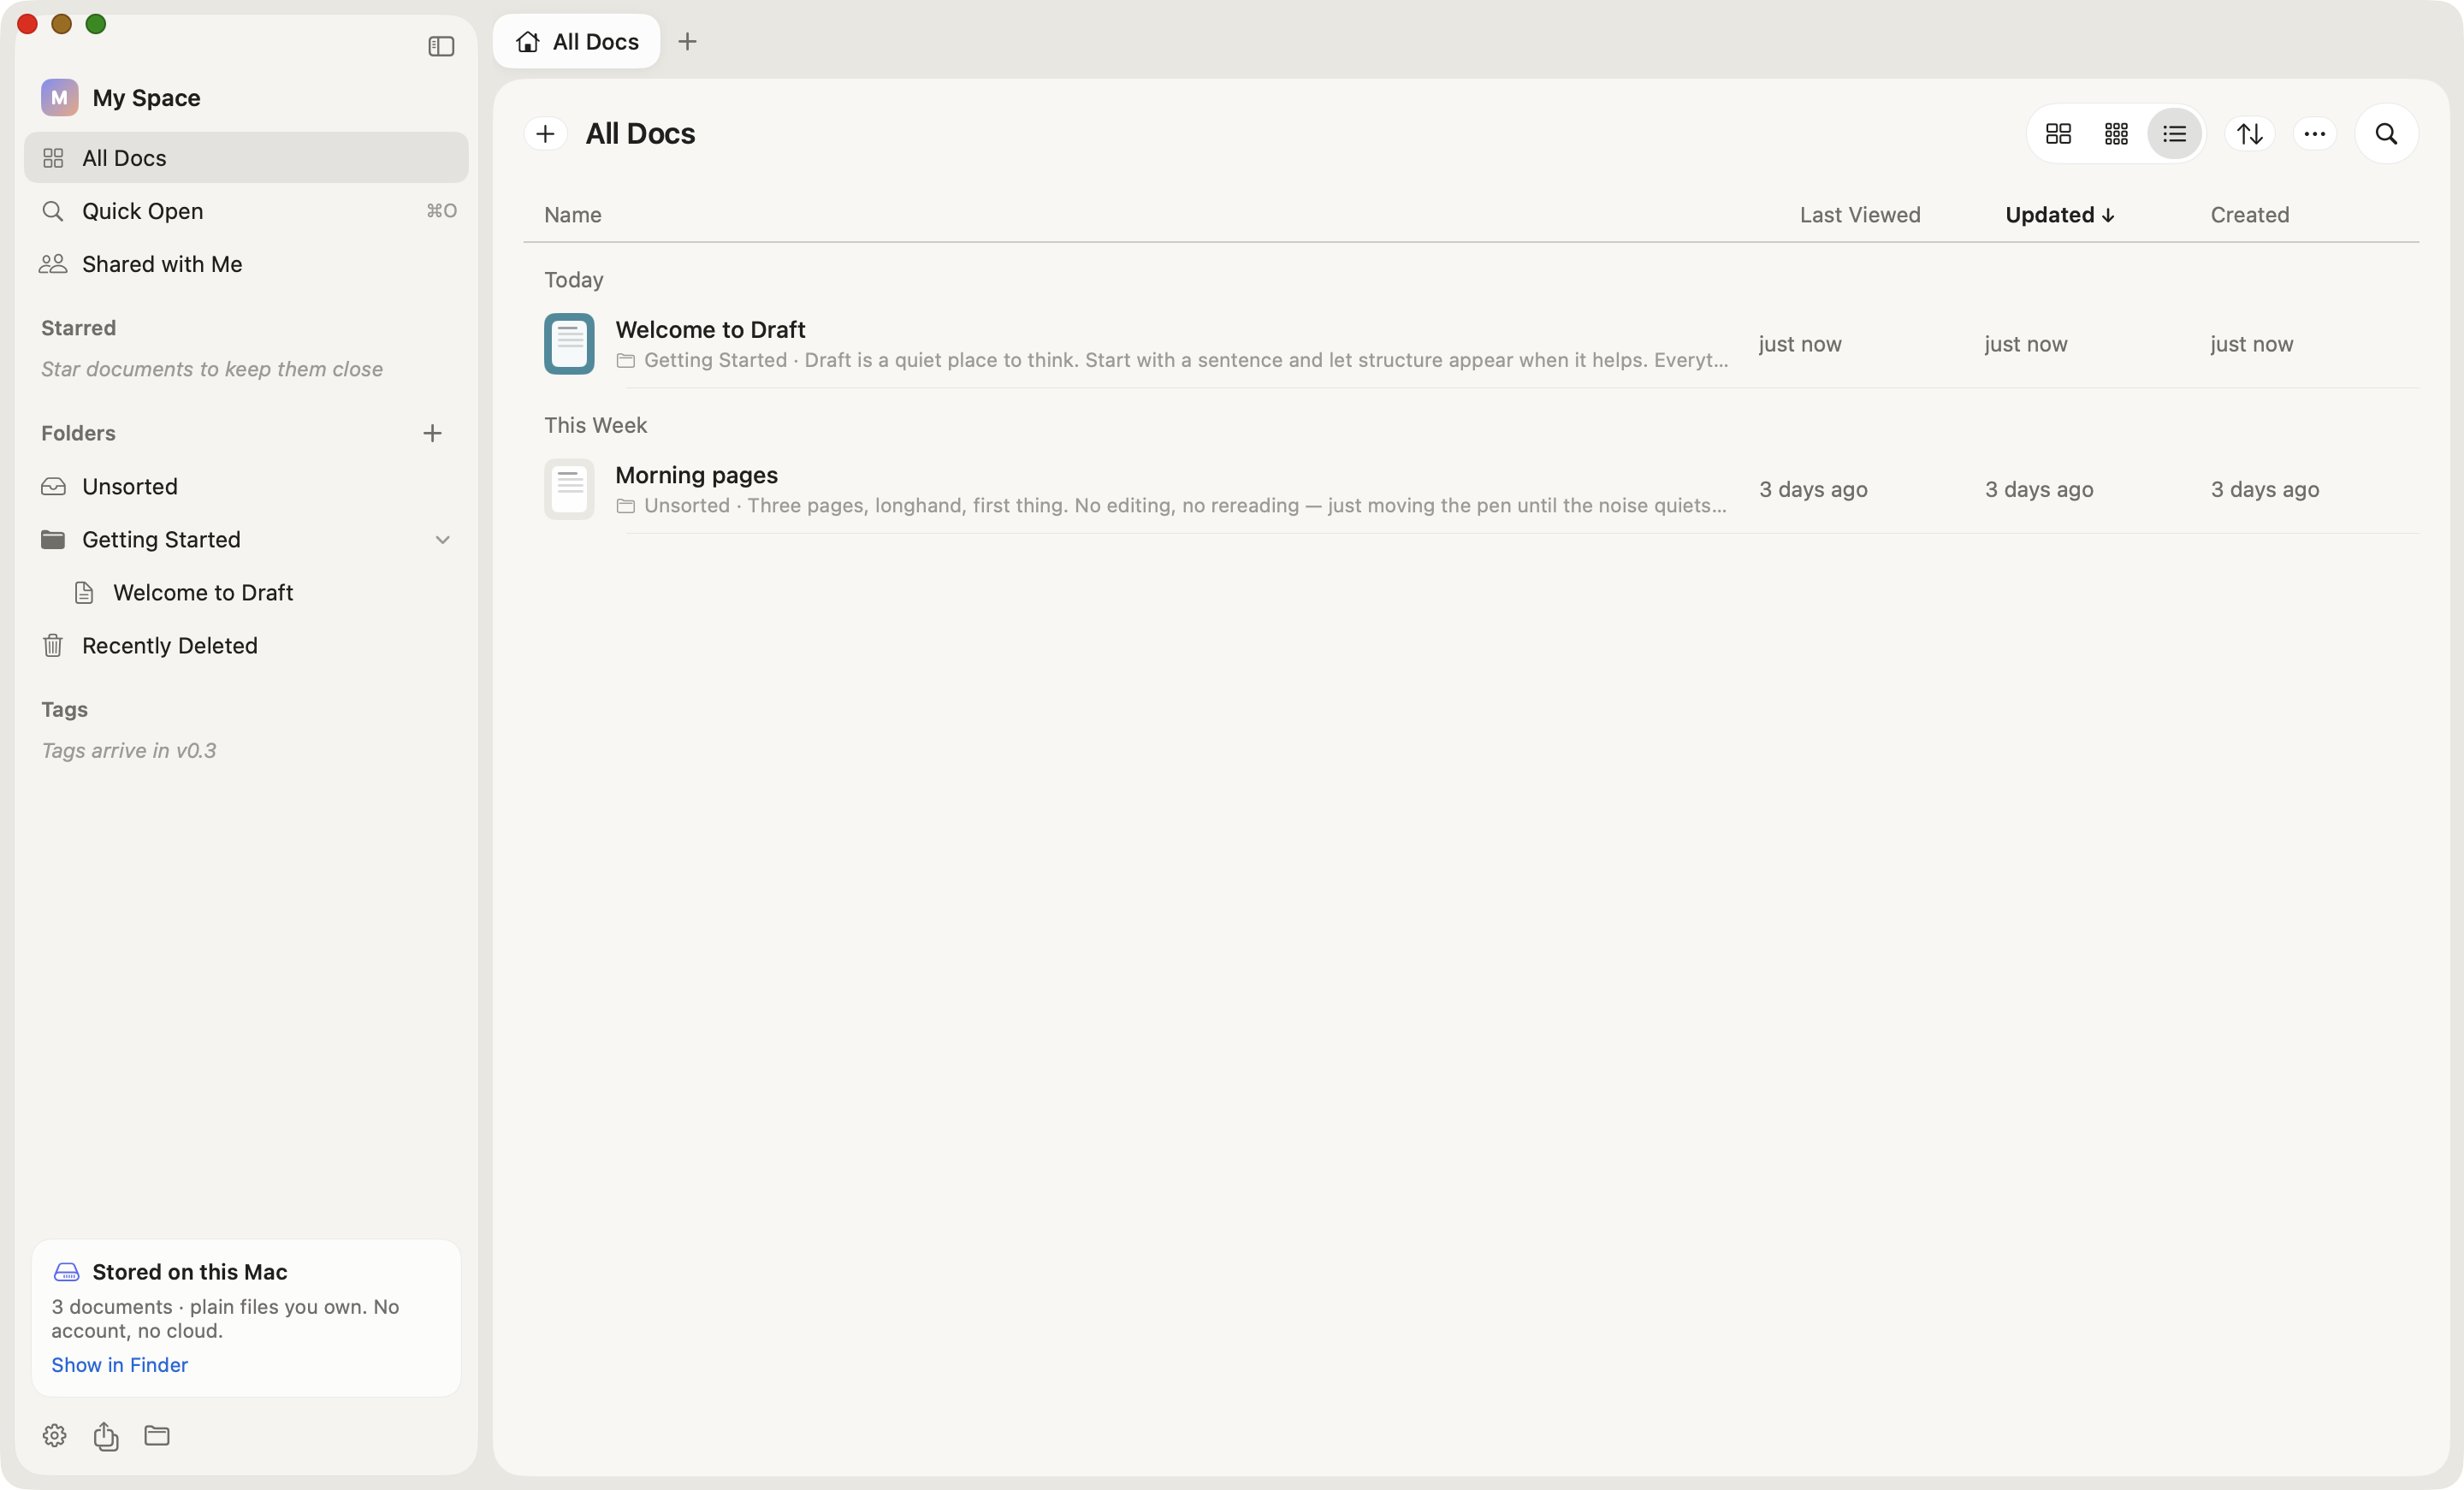 All Docs
M My Space
All Docs
Quick Open ⌘O
Shared with Me
Starred
Star documents to keep them close
Folders
Unsorted
Getting Started
Welcome to Draft
Recently Deleted
Tags
Tags arrive in v0.3
Stored on this Mac
3 documents · plain files you own. No
account, no cloud.
Show in Finder
All Docs
Name Last Viewed Updated ↓ Created
Today
Welcome to Draft
Getting Started · Draft is a quiet place to think. Start with a sentence and let structure appear when it helps. Everyt...
just now just now just now
This Week
Morning pages
Unsorted · Three pages, longhand, first thing. No editing, no rereading — just moving the pen until the noise quiets...
3 days ago 3 days ago 3 days ago